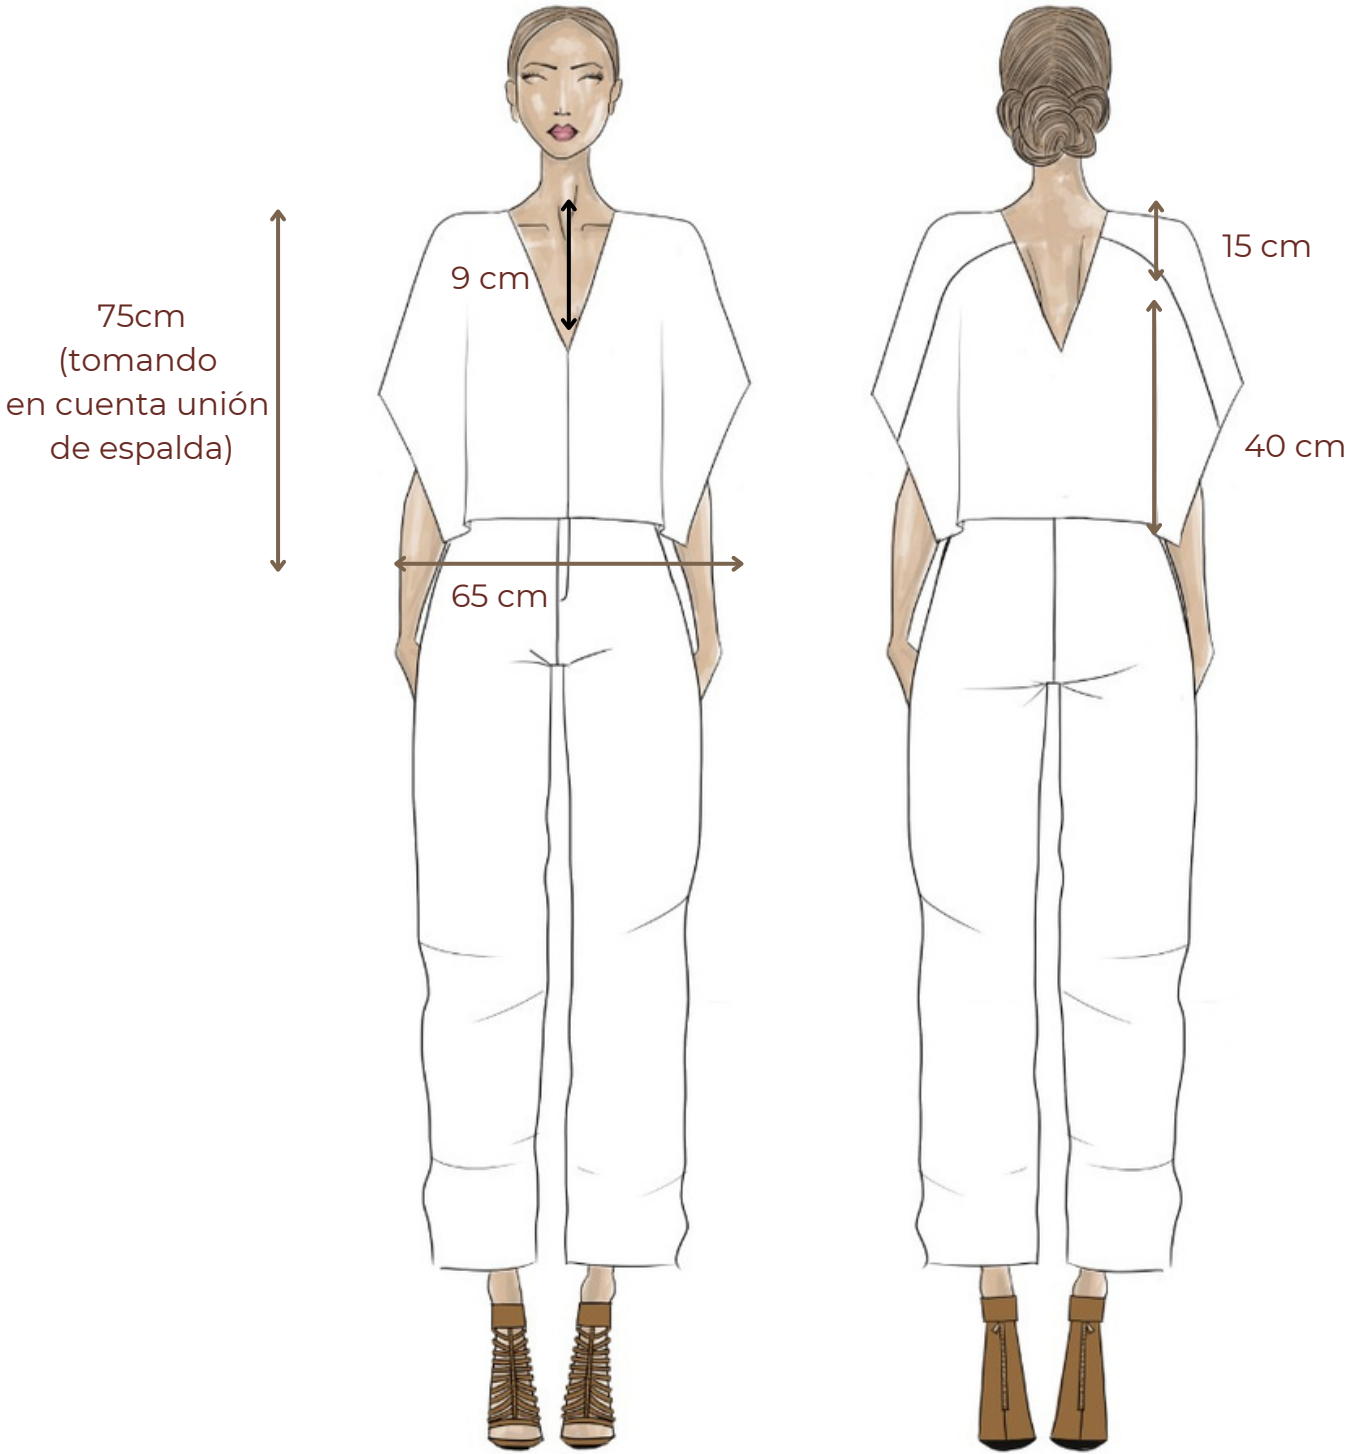 75cm
(tomando
en cuenta unión
de espalda)
9 cm
65 cm
15 cm
40 cm